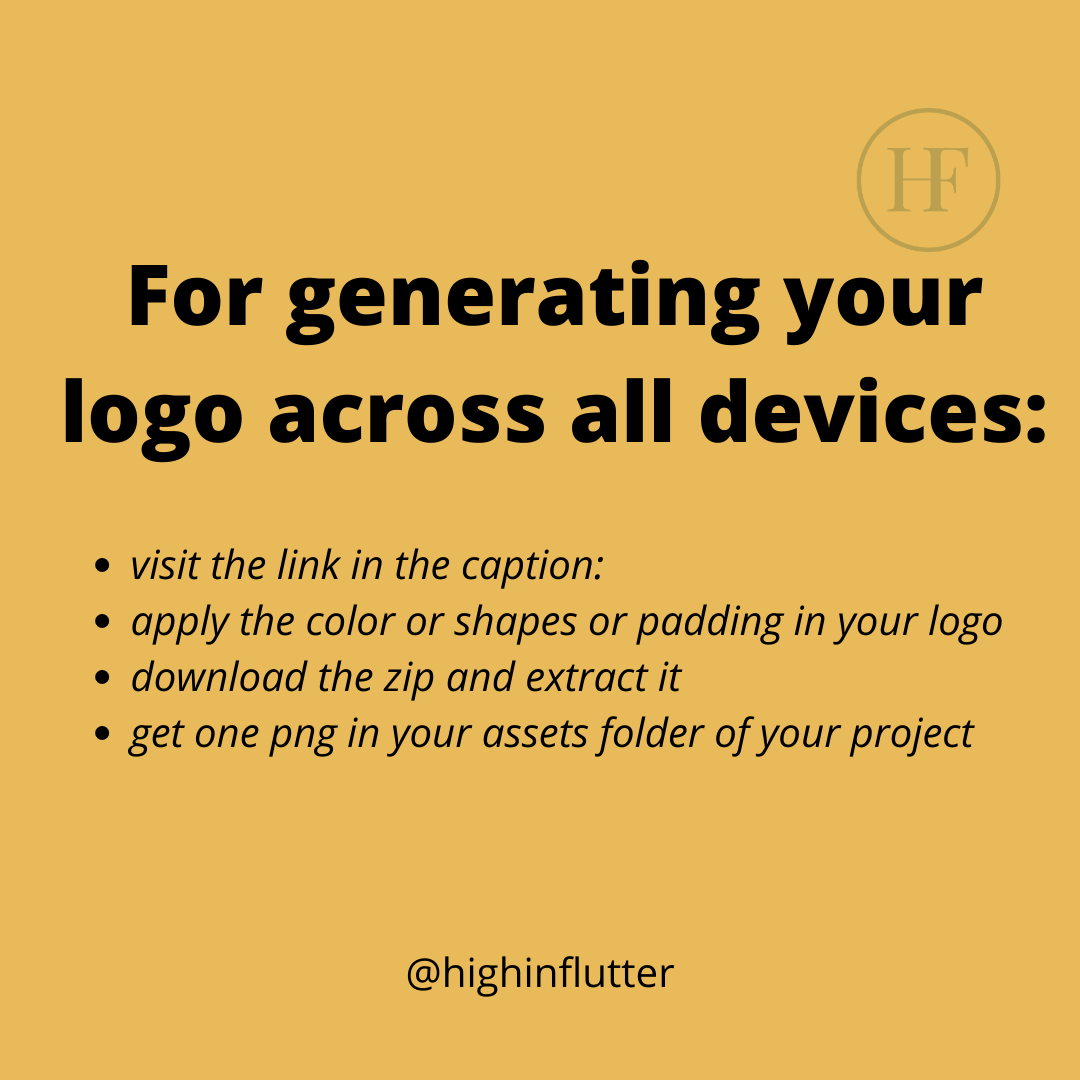 HF
For generating your
logo across all devices:
• visit the link in the caption:
• apply the color or shapes or padding in your logo
• download the zip and extract it
• get one png in your assets folder of your project
@highinflutter